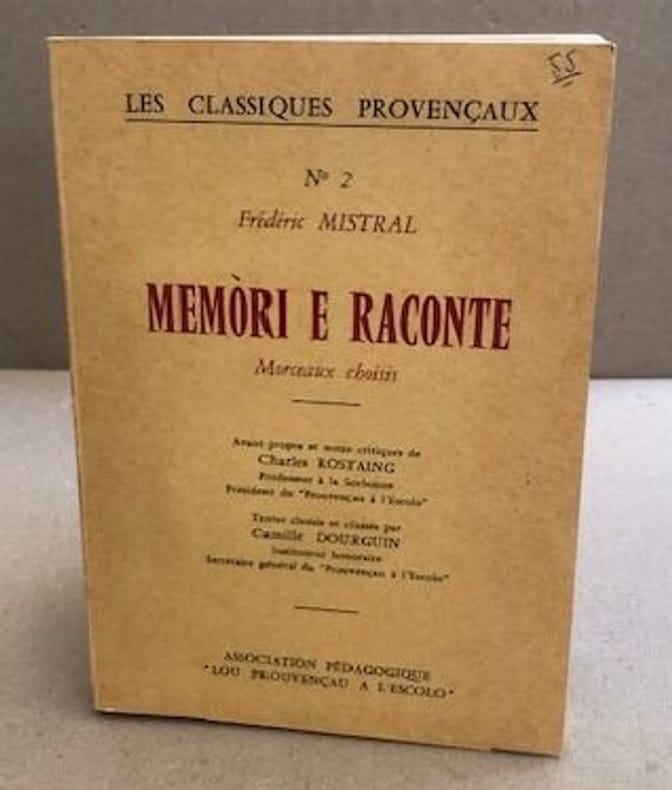 55
LES CLASSIQUES PROVENÇAUX
Nº 2
Frédéric MISTRAL
MEMÒRI E RACONTE
Morceaux choisis
Avant-propos et notes critiques de
Charles ROSTAING
Professeur à la Sorbonne
Président du "Prouvençau à l'Escolo"
Textes choisis et classés par
Camille DOURGUIN
Instituteur honoraire
Secrétaire général du "Prouvençau à l'Escolo"
ASSOCIATION PÉDAGOGIQUE
"LOU PROUVENÇAU A L'ESCOLO"